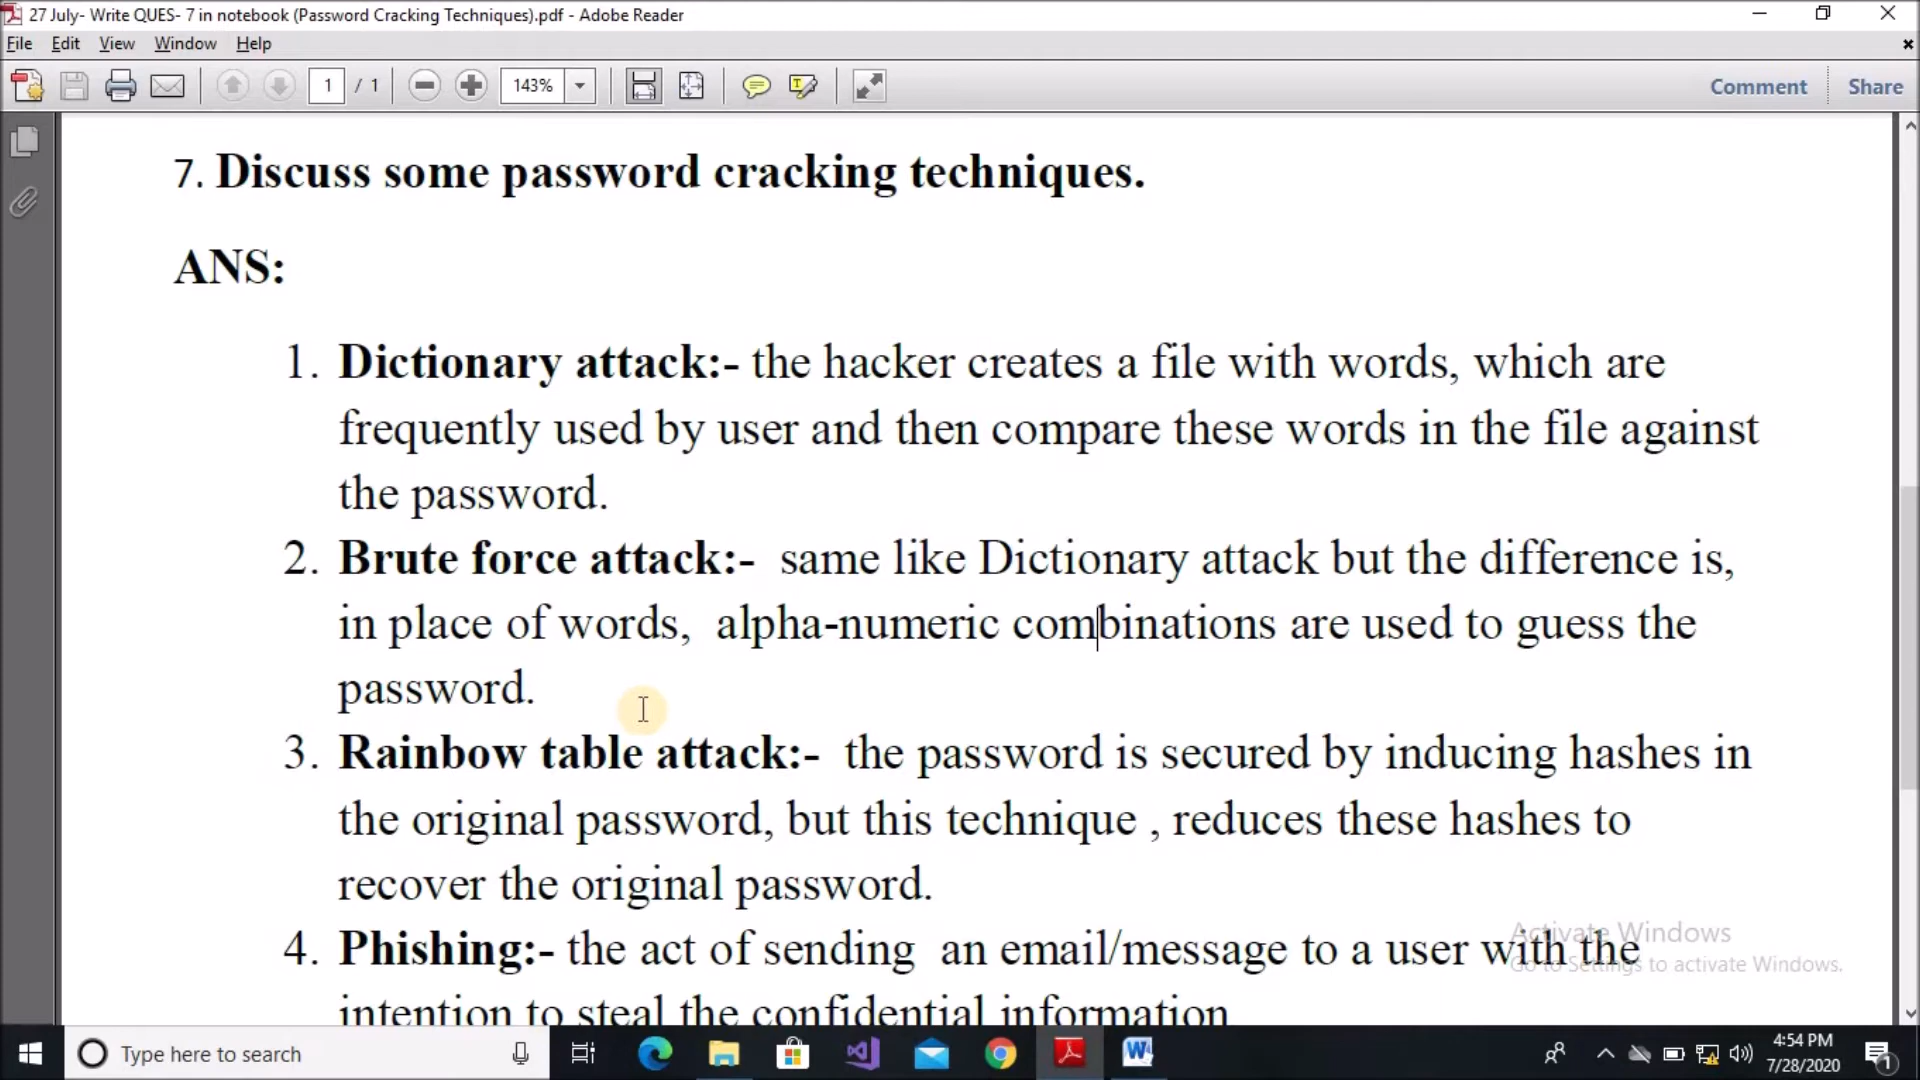 27 July- Write QUES- 7 in notebook (Password Cracking Techniques).pdf - Adobe Reader
File Edit View Window Help
1 / 1 143% Comment Share
7. Discuss some password cracking techniques.
ANS:
1. Dictionary attack:- the hacker creates a file with words, which are
frequently used by user and then compare these words in the file against
the password.
2. Brute force attack:- same like Dictionary attack but the difference is,
in place of words, alpha-numeric combinations are used to guess the
password.
3. Rainbow table attack:- the password is secured by inducing hashes in
the original password, but this technique , reduces these hashes to
recover the original password.
Activate Windows
4. Phishing:- the act of sending an email/message to a user with the
Go to Settings to activate Windows.
intention to steal the confidential information
Type here to search
4:54 PM
7/28/2020
1